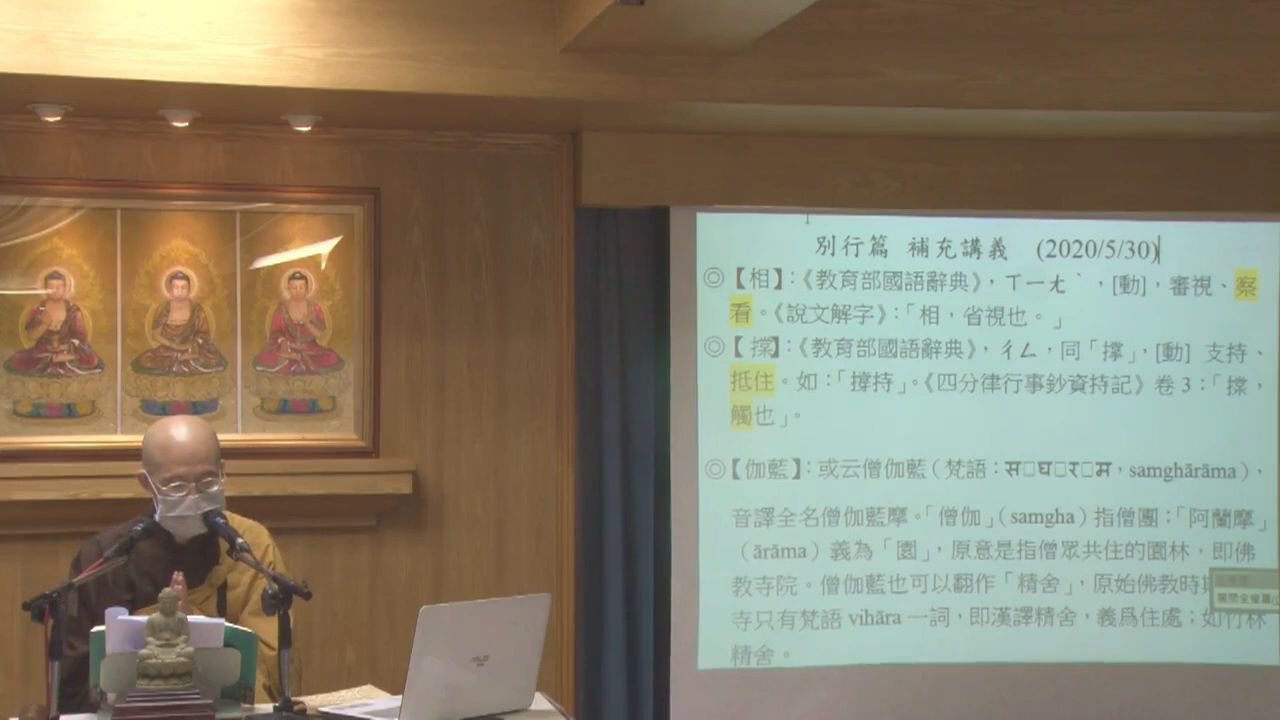 別行篇 補充講義 (2020/5/30)
◎【相】：《教育部國語辭典》，ㄒㄧㄤˋ，[動]，審視、察
看。《說文解字》：「相，省視也。」
◎【撑】：《教育部國語辭典》，ㄔㄥ，同「撐」，[動] 支持、
抵住。如：「撐持」。《四分律行事鈔資持記》卷 3：「撑，
觸也」。
◎【伽藍】：或云僧伽藍（梵語：स□घ□र□म，samghārāma），
音譯全名僧伽藍摩。「僧伽」（samgha）指僧團；「阿蘭摩」
（ārāma）義為「園」，原意是指僧眾共住的園林，即佛
教寺院。僧伽藍也可以翻作「精舍」，原始佛教時
寺只有梵語 vihāra 一詞，即漢譯精舍，義爲住處；如竹林
精舍。
ASUS